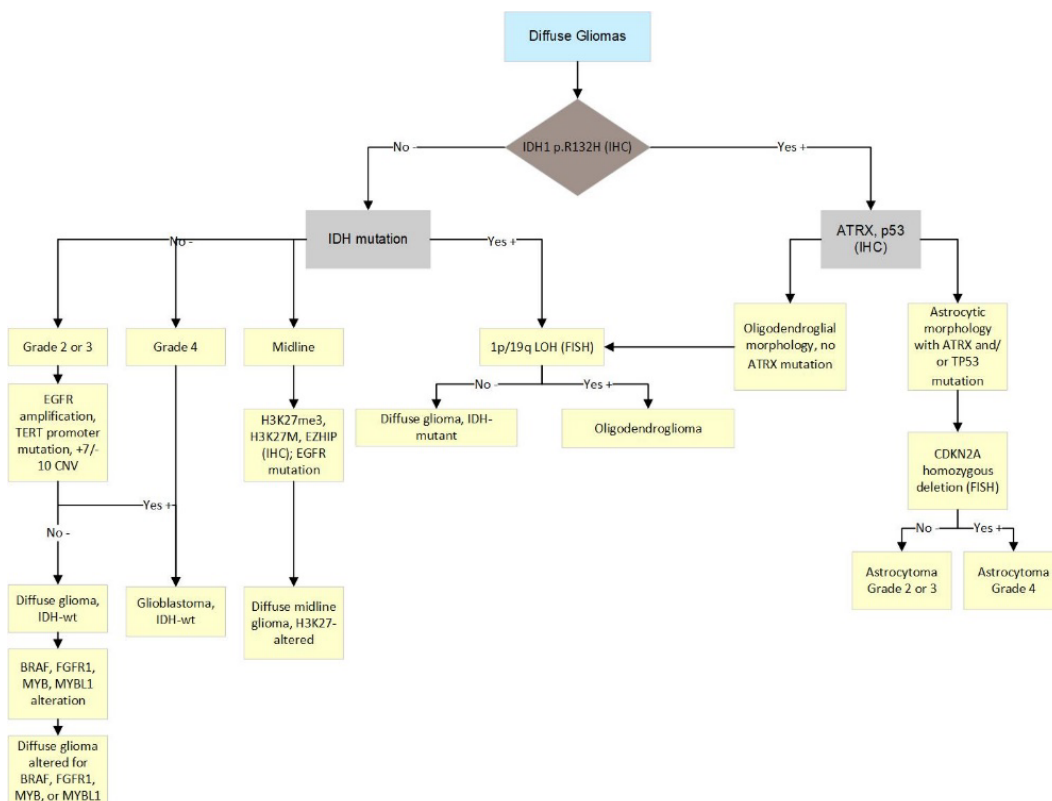 Diffuse Gliomas
IDH1 p.R132H (IHC)
No -
Yes +
IDH mutation
ATRX, p53
(IHC)
No -
Yes +
Grade 2 or 3
Grade 4
Midline
1p/19q LOH (FISH)
Oligodendroglial
morphology, no
ATRX mutation
Astrocytic
morphology
with ATRX and/
or TP53
mutation
EGFR
amplification,
TERT promoter
mutation, +7/-
10 CNV
H3K27me3,
H3K27M, EZHIP
(IHC); EGFR
mutation
No -
Yes +
Diffuse glioma, IDH-
mutant
Oligodendroglioma
CDKN2A
homozygous
deletion (FISH)
Yes +
No -
No -
Yes +
Diffuse glioma,
IDH-wt
Glioblastoma,
IDH-wt
Diffuse midline
glioma, H3K27-
altered
Astrocytoma
Grade 2 or 3
Astrocytoma
Grade 4
BRAF, FGFR1,
MYB, MYBL1
alteration
Diffuse glioma
altered for
BRAF, FGFR1,
MYB, or MYBL1